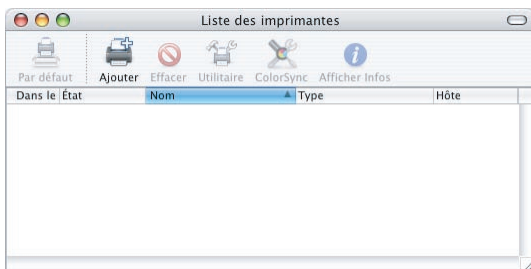 Liste des imprimantes
Par défaut Ajouter Effacer Utilitaire ColorSync Afficher Infos
Dans le État Nom Type Hôte